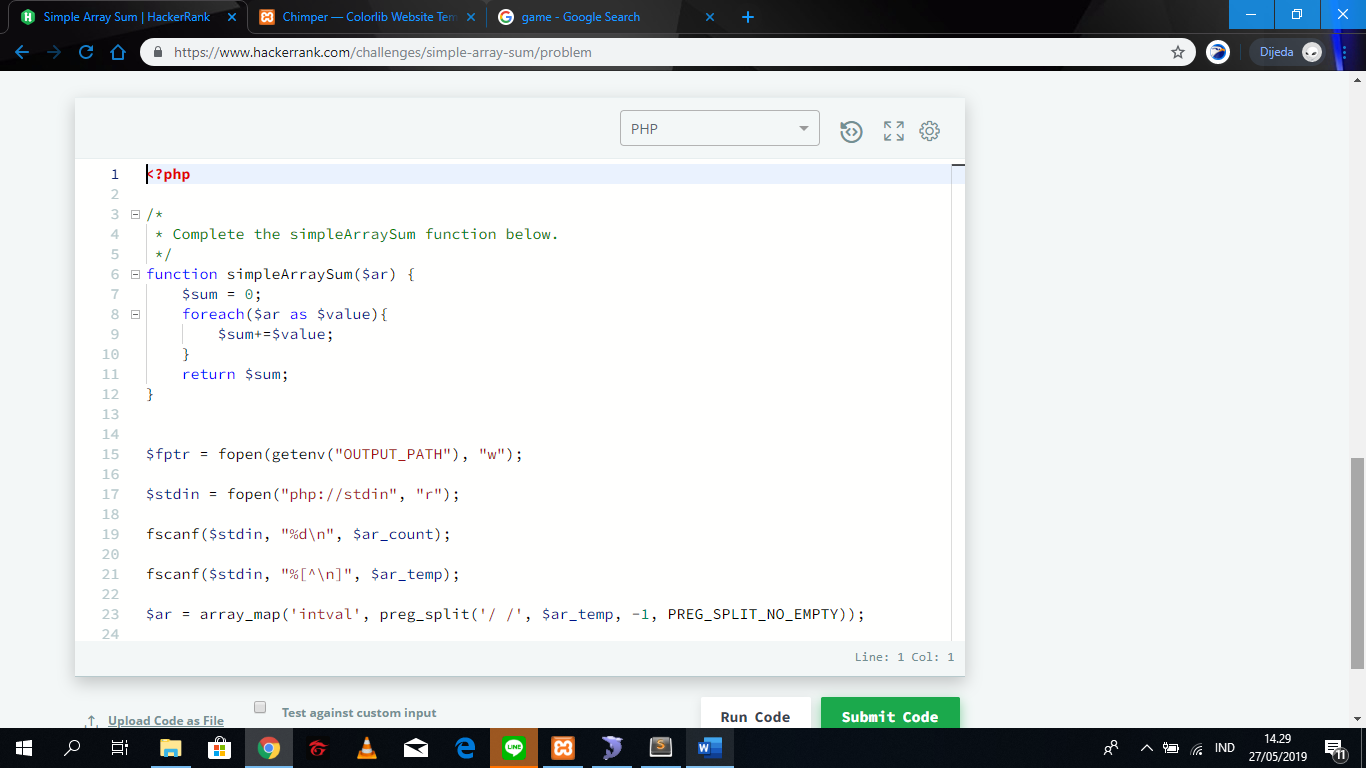 Simple Array Sum | HackerRank
Chimper — Colorlib Website Tem
game - Google Search
https://www.hackerrank.com/challenges/simple-array-sum/problem
Dijeda
PHP
1 <?php
2
3 /*
4 * Complete the simpleArraySum function below.
5 */
6 function simpleArraySum($ar) {
7 $sum = 0;
8 foreach($ar as $value){
9 $sum+=$value;
10 }
11 return $sum;
12 }
13
14
15 $fptr = fopen(getenv("OUTPUT_PATH"), "w");
16
17 $stdin = fopen("php://stdin", "r");
18
19 fscanf($stdin, "%d\n", $ar_count);
20
21 fscanf($stdin, "%[^\n]", $ar_temp);
22
23 $ar = array_map('intval', preg_split('/ /', $ar_temp, -1, PREG_SPLIT_NO_EMPTY));
24
Line: 1 Col: 1
Upload Code as File
Test against custom input
Run Code
Submit Code
LINE
IND
14.29
27/05/2019
11